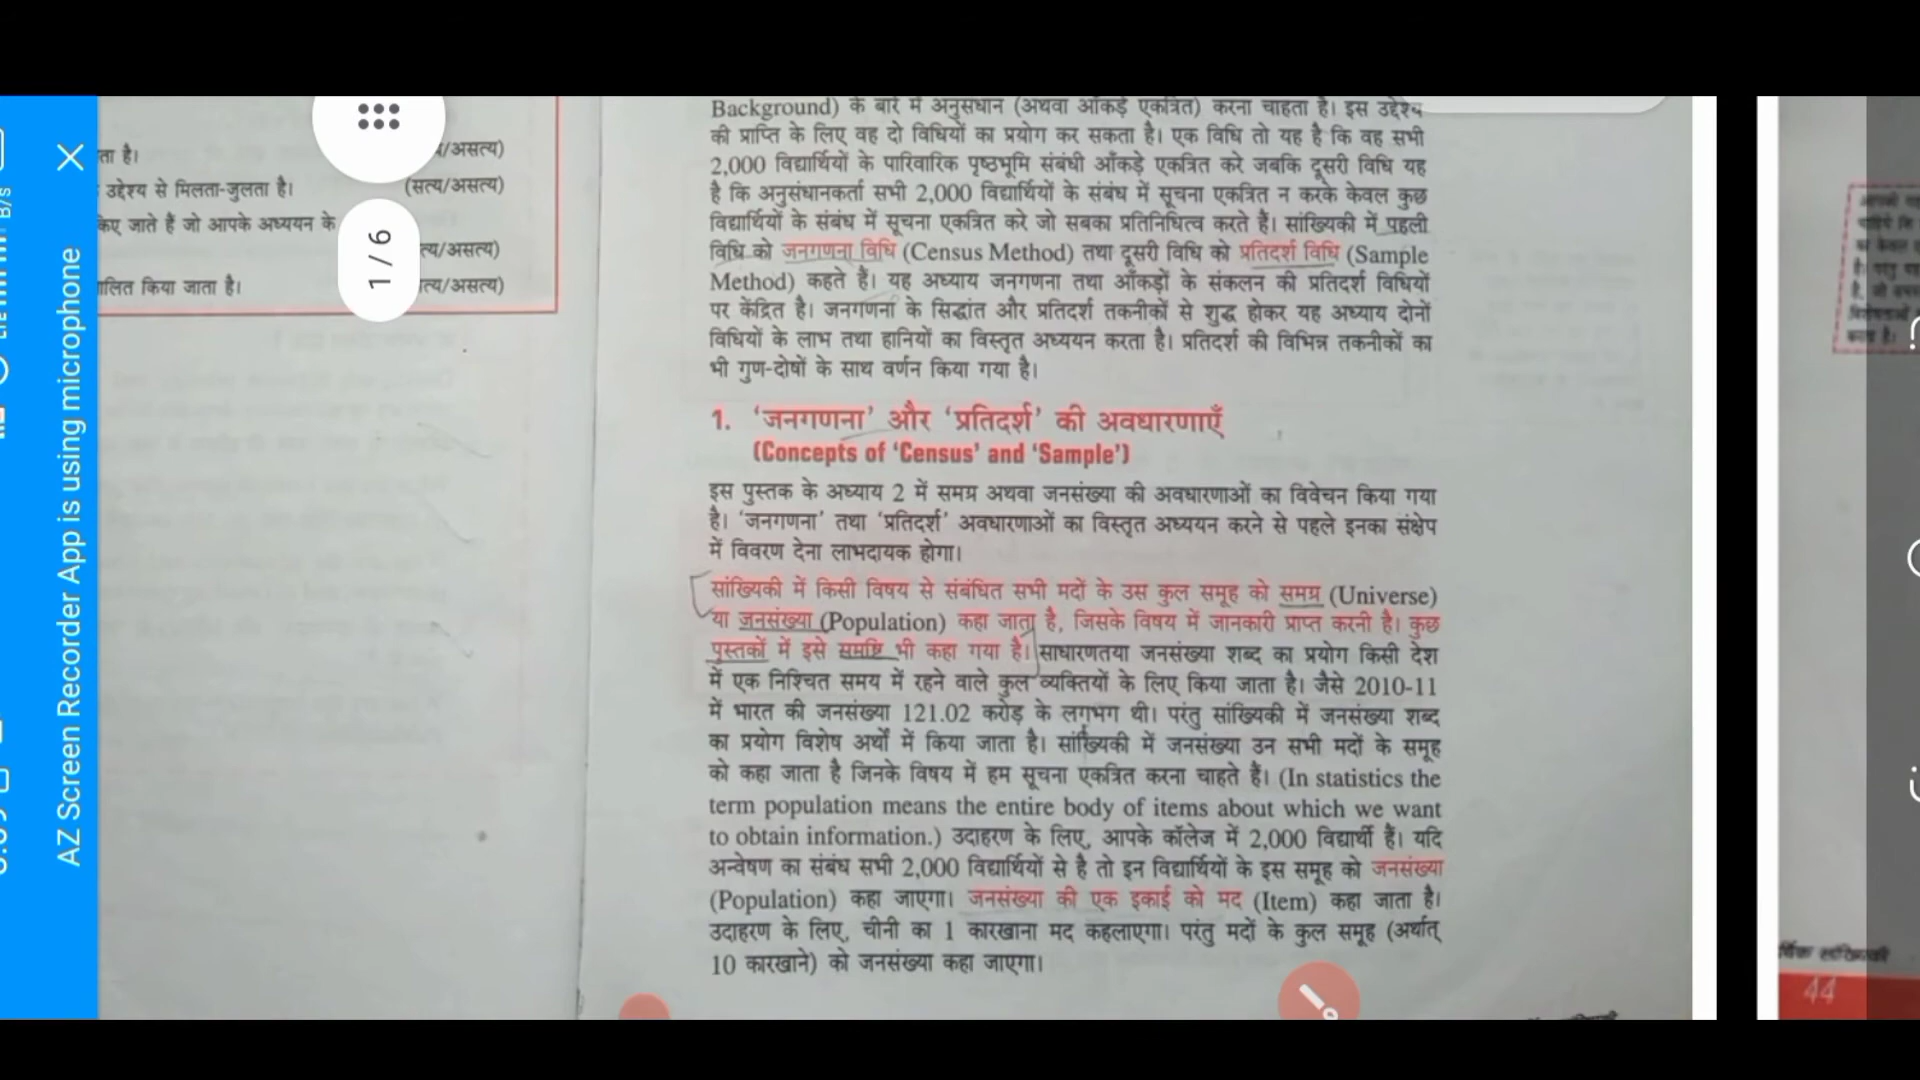 AZ Screen Recorder App is using microphone
B/s
ता है।
/असत्य)
उद्देश्य से मिलता-जुलता है।
(सत्य/असत्य)
किए जाते हैं जो आपके अध्ययन के
त्य/असत्य)
लित किया जाता है।
त्य/असत्य)
1/6
Background) के बारे में अनुसंधान (अथवा आँकड़े एकत्रित) करना चाहता है। इस उद्देश्य
की प्राप्ति के लिए वह दो विधियों का प्रयोग कर सकता है। एक विधि तो यह है कि वह सभी
2,000 विद्यार्थियों के पारिवारिक पृष्ठभूमि संबंधी आँकड़े एकत्रित करे जबकि दूसरी विधि यह
है कि अनुसंधानकर्ता सभी 2,000 विद्यार्थियों के संबंध में सूचना एकत्रित न करके केवल कुछ
विद्यार्थियों के संबंध में सूचना एकत्रित करे जो सबका प्रतिनिधित्व करते हैं। सांख्यिकी में पहली
विधि को जनगणना विधि (Census Method) तथा दूसरी विधि को प्रतिदर्श विधि (Sample
Method) कहते हैं। यह अध्याय जनगणना तथा आँकड़ों के संकलन की प्रतिदर्श विधियों
पर केंद्रित है। जनगणना के सिद्धांत और प्रतिदर्श तकनीकों से शुद्ध होकर यह अध्याय दोनों
विधियों के लाभ तथा हानियों का विस्तृत अध्ययन करता है। प्रतिदर्श की विभिन्न तकनीकों का
भी गुण-दोषों के साथ वर्णन किया गया है।
1. ‘जनगणना’ और ‘प्रतिदर्श’ की अवधारणाएँ
(Concepts of ‘Census’ and ‘Sample’)
इस पुस्तक के अध्याय 2 में समग्र अथवा जनसंख्या की अवधारणाओं का विवेचन किया गया
है। ‘जनगणना’ तथा ‘प्रतिदर्श’ अवधारणाओं का विस्तृत अध्ययन करने से पहले इनका संक्षेप
में विवरण देना लाभदायक होगा।
सांख्यिकी में किसी विषय से संबंधित सभी मदों के उस कुल समूह को समग्र (Universe)
या जनसंख्या (Population) कहा जाता है, जिसके विषय में जानकारी प्राप्त करनी है। कुछ
पुस्तकों में इसे समष्टि भी कहा गया है। साधारणतया जनसंख्या शब्द का प्रयोग किसी देश
में एक निश्चित समय में रहने वाले कुल व्यक्तियों के लिए किया जाता है। जैसे 2010-11
में भारत की जनसंख्या 121.02 करोड़ के लगभग थी। परंतु सांख्यिकी में जनसंख्या शब्द
का प्रयोग विशेष अर्थों में किया जाता है। सांख्यिकी में जनसंख्या उन सभी मदों के समूह
को कहा जाता है जिनके विषय में हम सूचना एकत्रित करना चाहते हैं। (In statistics the
term population means the entire body of items about which we want
to obtain information.) उदाहरण के लिए, आपके कॉलेज में 2,000 विद्यार्थी हैं। यदि
अन्वेषण का संबंध सभी 2,000 विद्यार्थियों से है तो इन विद्यार्थियों के इस समूह को जनसंख्या
(Population) कहा जाएगा। जनसंख्या की एक इकाई को मद (Item) कहा जाता है।
उदाहरण के लिए, चीनी का 1 कारखाना मद कहलाएगा। परंतु मदों के कुल समूह (अर्थात्
10 कारखाने) को जनसंख्या कहा जाएगा।
44